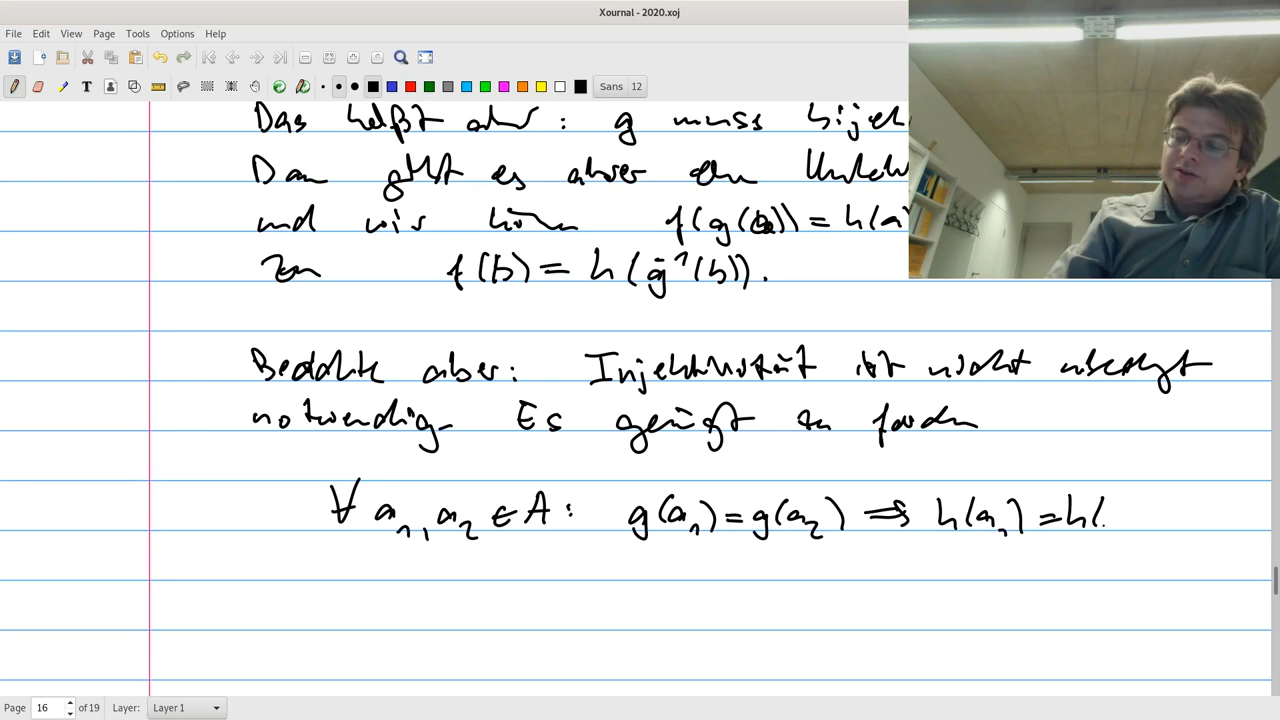 Xournal - 2020.xoj
File Edit View Page Tools Options Help
Sans 12
Das heißt aber : g muss bijek
Dann gibt es aber eine Umkeh
und wir können f(g(a)) = h(a)
zu f(b) = h(g⁻¹(b)).
Beachte aber: Injektivität ist nicht unbedingt
notwendig. Es genügt zu fordern
∀ a₁, a₂ ∈ A : g(a₁) = g(a₂) ⟹ h(a₁) = h(
Page 16 of 19 Layer: Layer 1